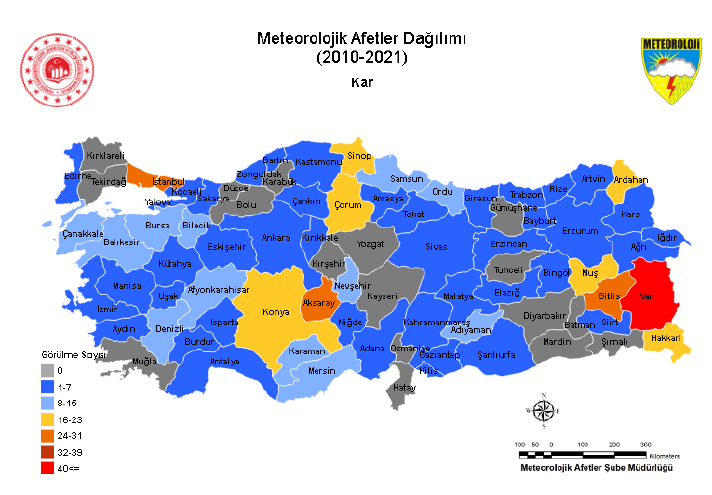 Meteorolojik Afetler Dağılımı
(2010-2021)
Kar
METEOROLOJİ
Kırklareli
Edirne
Tekirdağ
İstanbul
Kocaeli
Yalova
Sakarya
Düzce
Bolu
Zonguldak
Bartın
Karabük
Kastamonu
Sinop
Çankırı
Çorum
Samsun
Amasya
Ordu
Tokat
Giresun
Gümüşhane
Trabzon
Bayburt
Rize
Artvin
Ardahan
Kars
Iğdır
Ağrı
Erzurum
Erzincan
Çanakkale
Balıkesir
Bursa
Bilecik
Eskişehir
Kütahya
Ankara
Kırıkkale
Kırşehir
Yozgat
Sivas
Tunceli
Bingöl
Muş
Bitlis
Van
Hakkari
Siirt
Şırnak
Batman
Mardin
Diyarbakır
Elazığ
Malatya
Manisa
İzmir
Uşak
Afyonkarahisar
Aydın
Denizli
Muğla
Burdur
Isparta
Antalya
Konya
Aksaray
Nevşehir
Kayseri
Niğde
Karaman
Mersin
Adana
Osmaniye
Hatay
Kahramanmaraş
Gaziantep
Kilis
Adıyaman
Şanlıurfa
Görülme Sayısı
0
1-7
8-15
16-23
24-31
32-39
40<=
N
W
E
S
100 50 0 100 200 300
Kilometers
Meteorolojik Afetler Şube Müdürlüğü